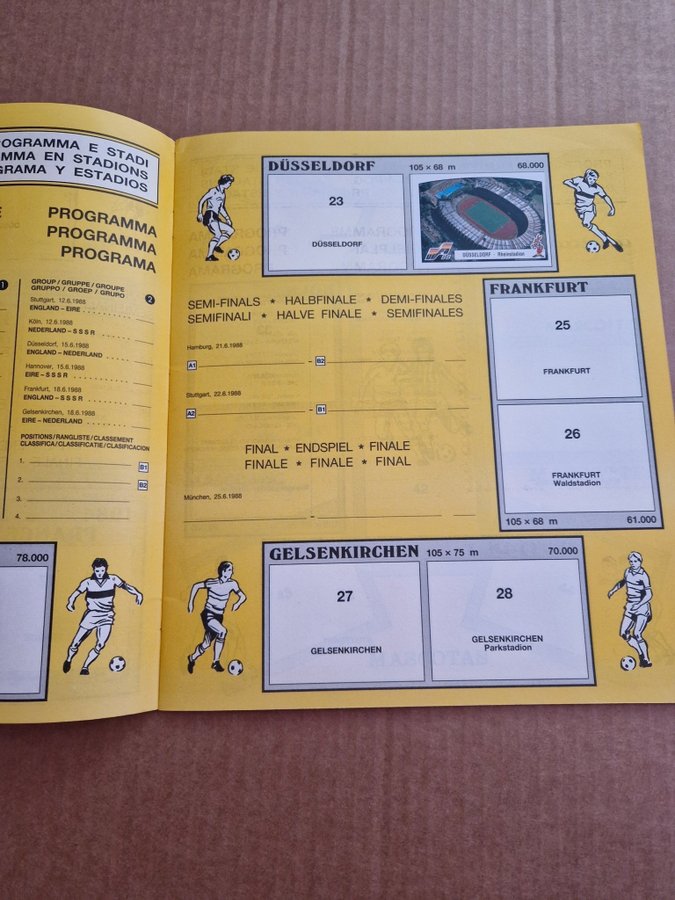 OGRAMMA E STADI
MMA EN STADIONS
GRAMA Y ESTADIOS
PROGRAMMA
PROGRAMMA
PROGRAMA
1
GROUP / GRUPPE / GROUPE
GRUPPO / GROEP / GRUPO
2
Stuttgart, 12.6.1988
ENGLAND – EIRE
Köln, 12.6.1988
NEDERLAND – S S S R
Düsseldorf, 15.6.1988
ENGLAND – NEDERLAND
Hannover, 15.6.1988
EIRE – S S S R
Frankfurt, 18.6.1988
ENGLAND – S S S R
Gelsenkirchen, 18.6.1988
EIRE – NEDERLAND
POSITIONS / RANGLISTE / CLASSEMENT
CLASSIFICA / CLASSIFICATIE / CLASIFICACION
1. B1
2. B2
3.
4.
78.000
DÜSSELDORF 105 × 68 m 68.000
23
DÜSSELDORF
DÜSSELDORF - Rheinstadion
SEMI-FINALS ★ HALBFINALE ★ DEMI-FINALES
SEMIFINALI ★ HALVE FINALE ★ SEMIFINALES
Hamburg, 21.6.1988
A1 – B2
Stuttgart, 22.6.1988
A2 – B1
FINAL ★ ENDSPIEL ★ FINALE
FINALE ★ FINALE ★ FINAL
München, 25.6.1988
–
FRANKFURT
25
FRANKFURT
26
FRANKFURT
Waldstadion
105 × 68 m 61.000
GELSENKIRCHEN 105 × 75 m 70.000
27
GELSENKIRCHEN
28
GELSENKIRCHEN
Parkstadion